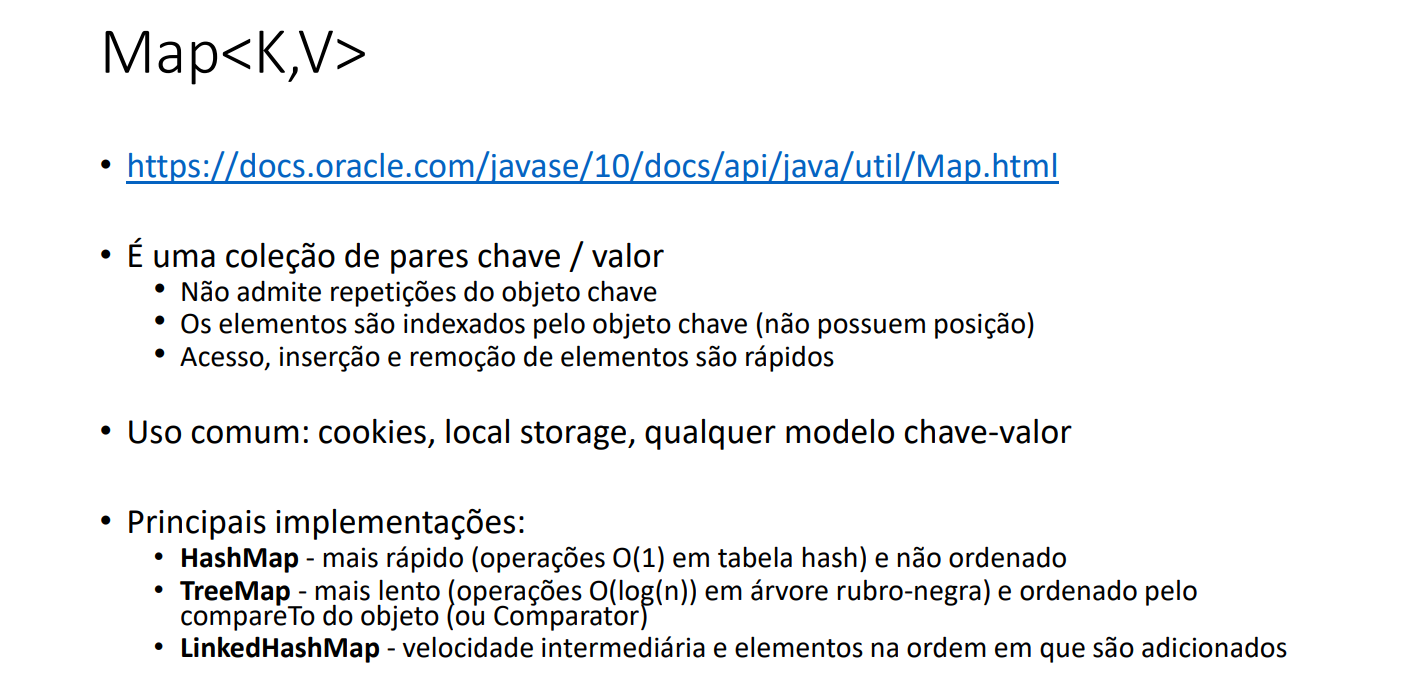 Map<K,V>
• https://docs.oracle.com/javase/10/docs/api/java/util/Map.html
• É uma coleção de pares chave / valor
• Não admite repetições do objeto chave
• Os elementos são indexados pelo objeto chave (não possuem posição)
• Acesso, inserção e remoção de elementos são rápidos
• Uso comum: cookies, local storage, qualquer modelo chave-valor
• Principais implementações:
• HashMap - mais rápido (operações O(1) em tabela hash) e não ordenado
• TreeMap - mais lento (operações O(log(n)) em árvore rubro-negra) e ordenado pelo
compareTo do objeto (ou Comparator)
• LinkedHashMap - velocidade intermediária e elementos na ordem em que são adicionados